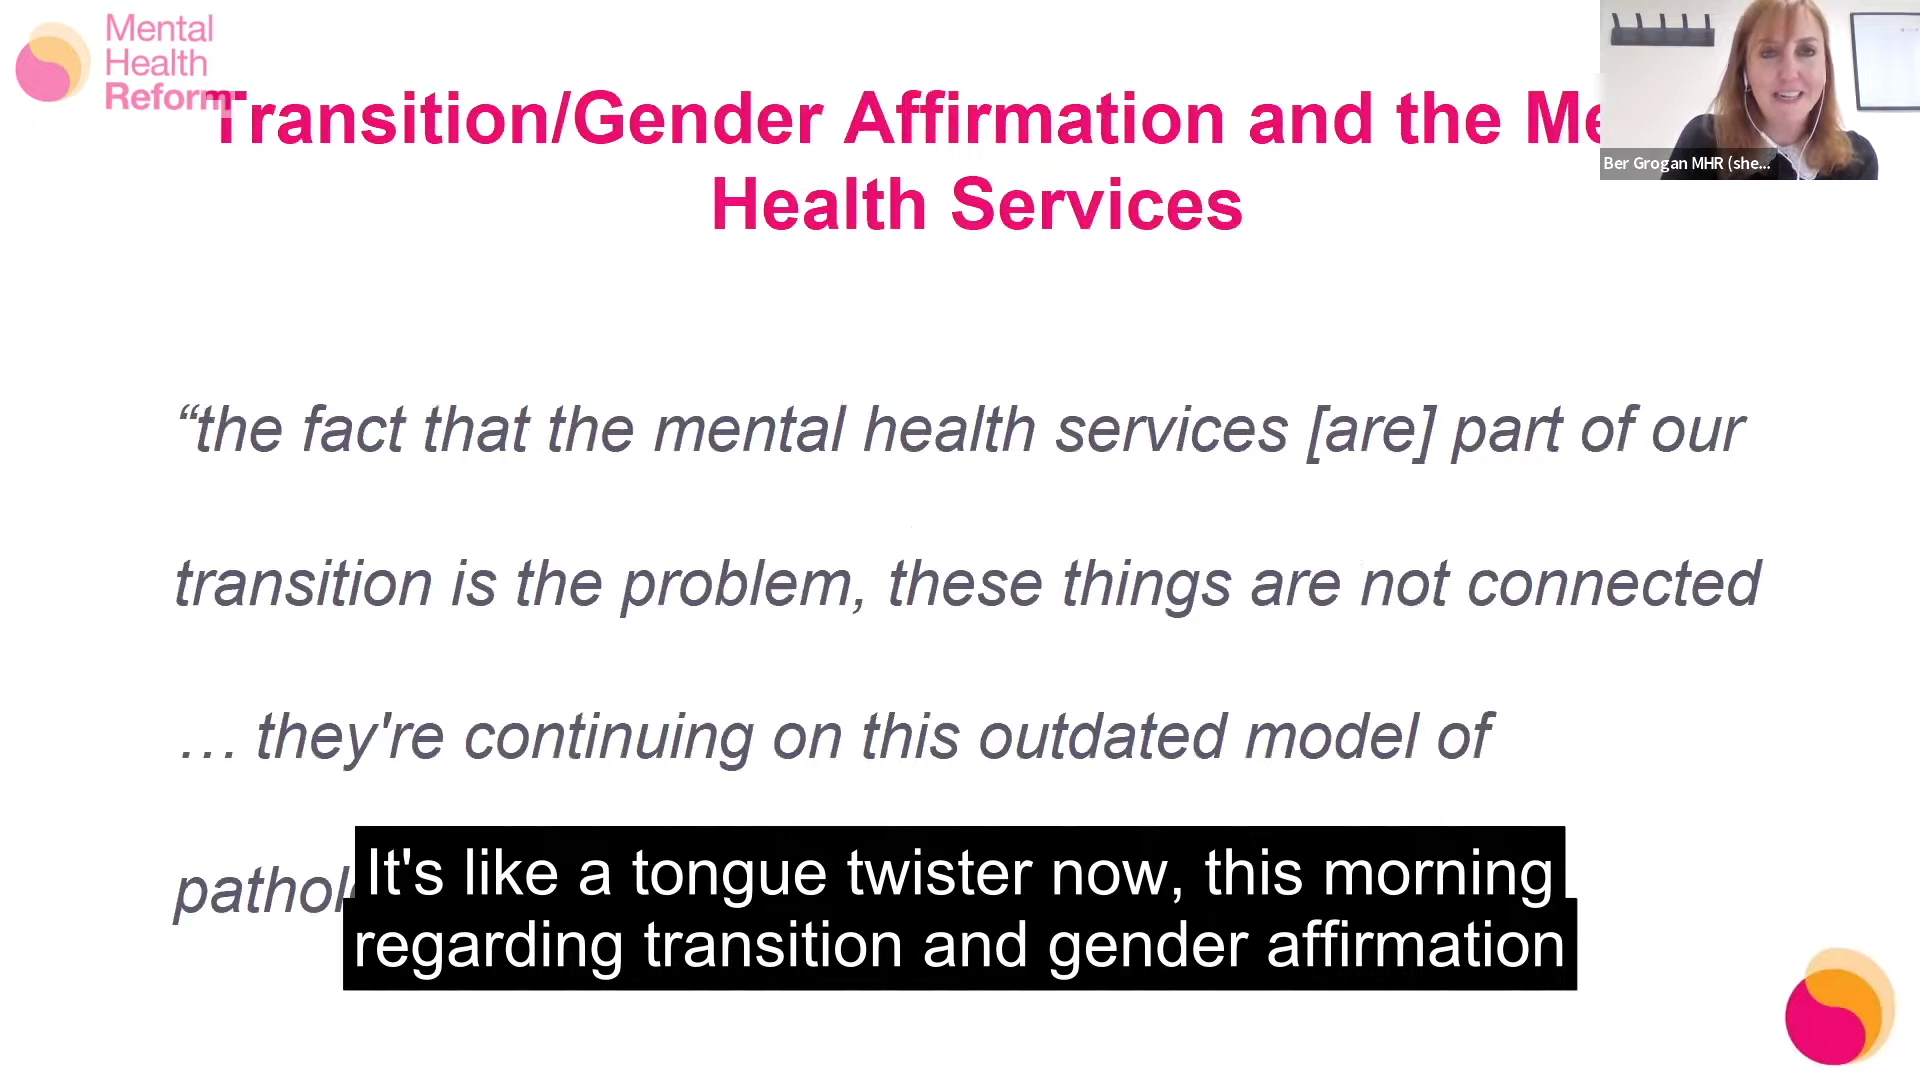 Mental
Health
Reform
Transition/Gender Affirmation and the
Health Services
Ber Grogan MHR (she...
“the fact that the mental health services [are] part of our
transition is the problem, these things are not connected
… they're continuing on this outdated model of
It's like a tongue twister now, this morning
regarding transition and gender affirmation